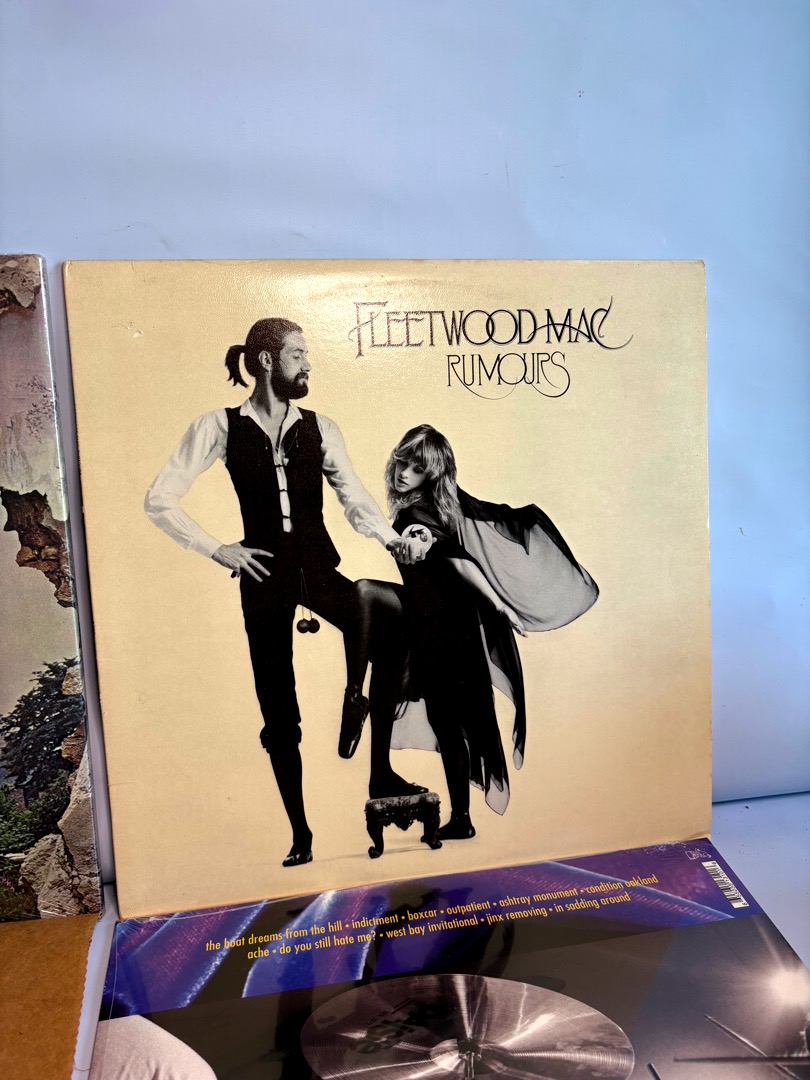 FLEETWOOD MAC
RUMOURS
the boat dreams from the hill • indictment • boxcar • outpatient • ashtray monument • condition oakland
ache • do you still hate me? • west bay invitational • jinx removing • in sadding around